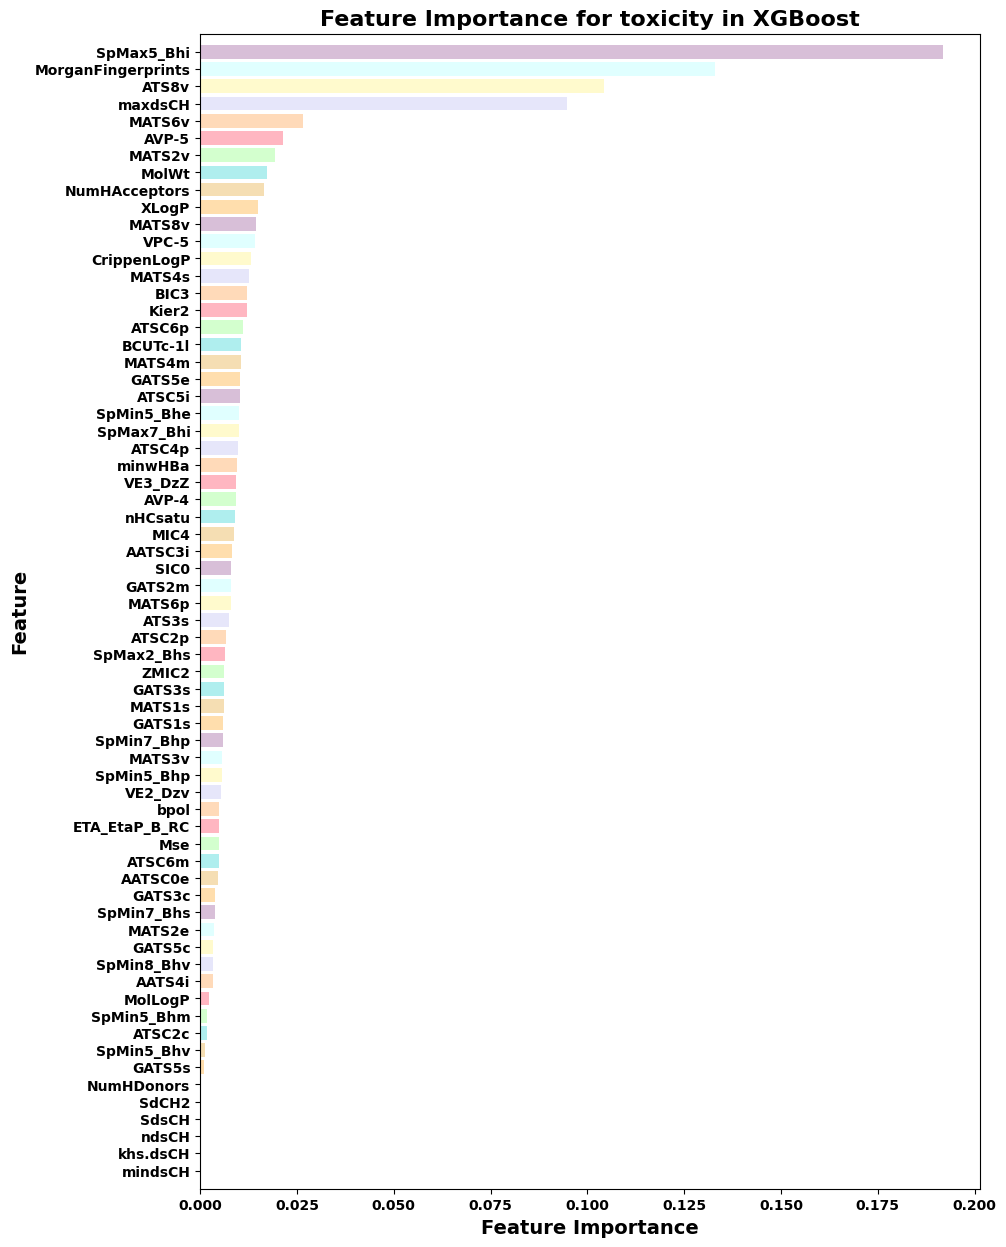 Feature Importance for toxicity in XGBoost
SpMax5_Bhi
MorganFingerprints
ATS8v
maxdsCH
MATS6v
AVP-5
MATS2v
MolWt
NumHAcceptors
XLogP
MATS8v
VPC-5
CrippenLogP
MATS4s
BIC3
Kier2
ATSC6p
BCUTc-1l
MATS4m
GATS5e
ATSC5i
SpMin5_Bhe
SpMax7_Bhi
ATSC4p
minwHBa
VE3_DzZ
AVP-4
nHCsatu
MIC4
AATSC3i
SIC0
GATS2m
MATS6p
ATS3s
ATSC2p
SpMax2_Bhs
ZMIC2
GATS3s
MATS1s
GATS1s
SpMin7_Bhp
MATS3v
SpMin5_Bhp
VE2_Dzv
bpol
ETA_EtaP_B_RC
Mse
ATSC6m
AATSC0e
GATS3c
SpMin7_Bhs
MATS2e
GATS5c
SpMin8_Bhv
AATS4i
MolLogP
SpMin5_Bhm
ATSC2c
SpMin5_Bhv
GATS5s
NumHDonors
SdCH2
SdsCH
ndsCH
khs.dsCH
mindsCH
Feature
0.000 0.025 0.050 0.075 0.100 0.125 0.150 0.175 0.200
Feature Importance